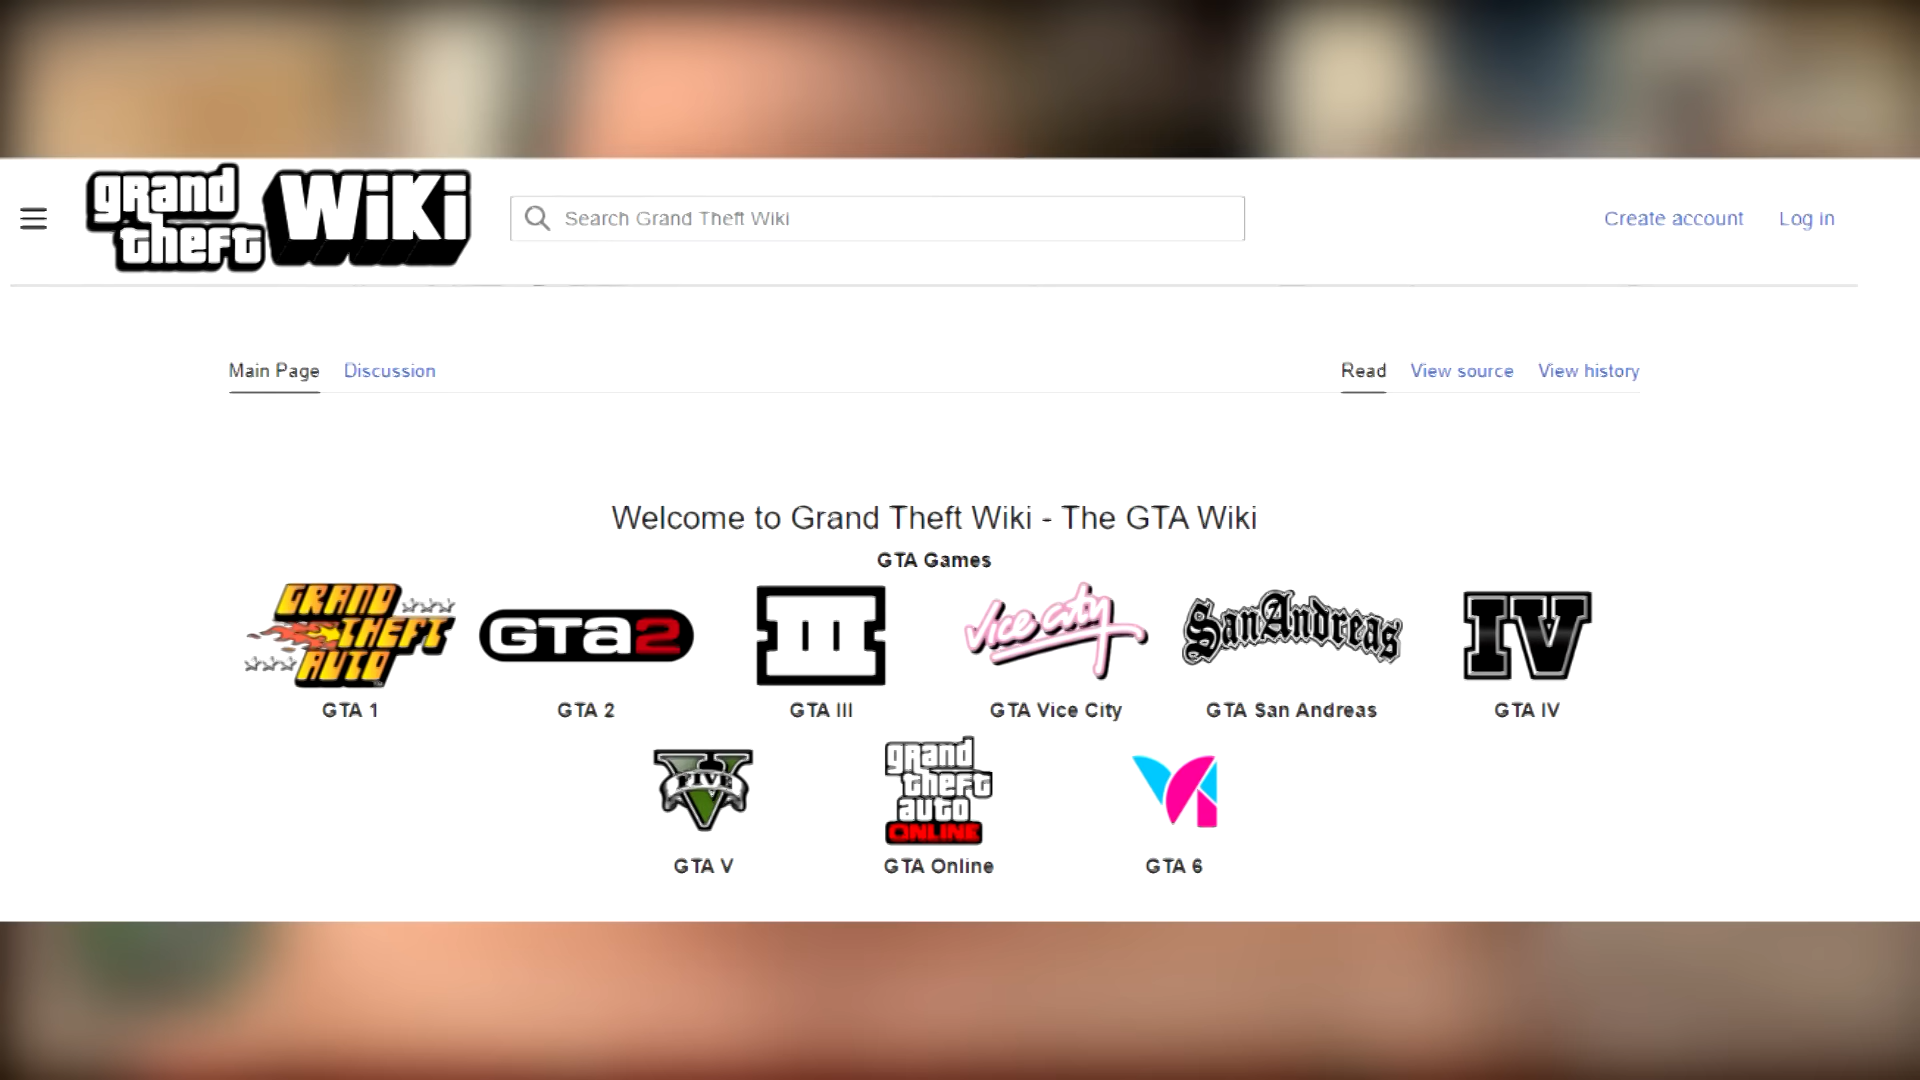 grand theft WiKi
Search Grand Theft Wiki
Create account Log in
Main Page Discussion
Read View source View history
Welcome to Grand Theft Wiki - The GTA Wiki
GTA Games
GRAND THEFT AUTO
GTA2
III
Vice City
SanAndreas
IV
GTA 1 GTA 2 GTA III GTA Vice City GTA San Andreas GTA IV
V FIVE
grand theft auto ONLINE
VI
GTA V GTA Online GTA 6